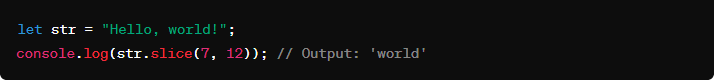 let str = "Hello, world!";
console.log(str.slice(7, 12)); // Output: 'world'